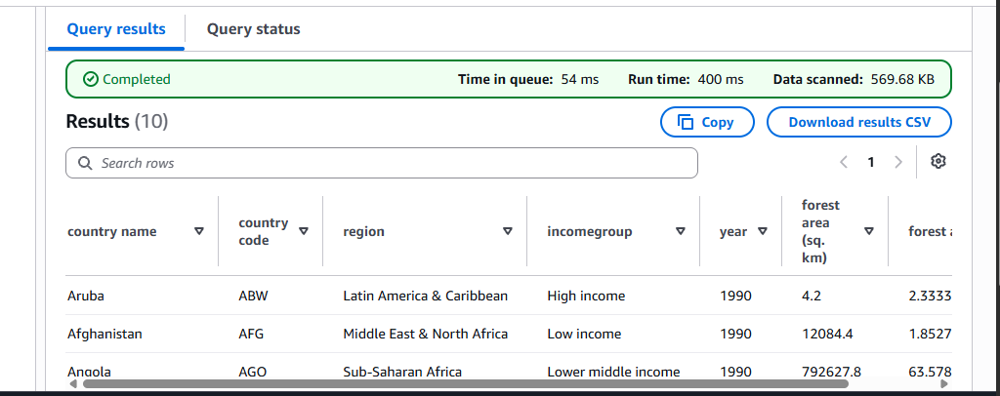 Query results Query status
Completed Time in queue: 54 ms Run time: 400 ms Data scanned: 569.68 KB
Results (10) Copy Download results CSV
Search rows 1
country name country code region incomegroup year forest area (sq. km) forest
Aruba ABW Latin America & Caribbean High income 1990 4.2 2.3333
Afghanistan AFG Middle East & North Africa Low income 1990 12084.4 1.8527
Angola AGO Sub-Saharan Africa Lower middle income 1990 792627.8 63.578